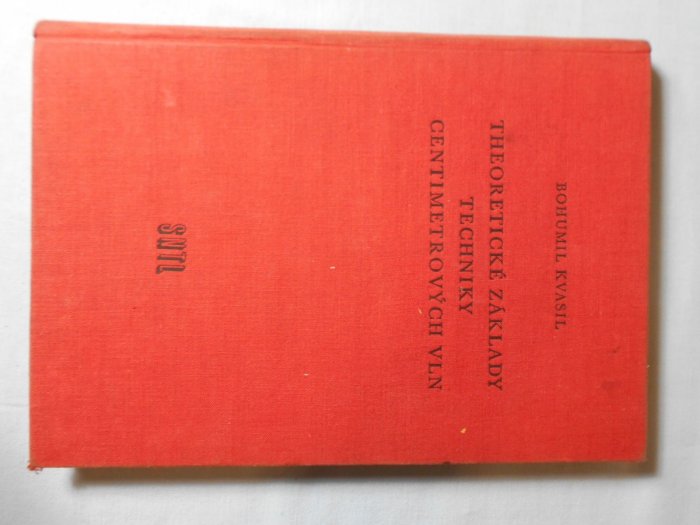 BOHUMIL KVASIL
THEORETICKÉ ZÁKLADY
TECHNIKY
CENTIMETROVÝCH VLN
SNTL